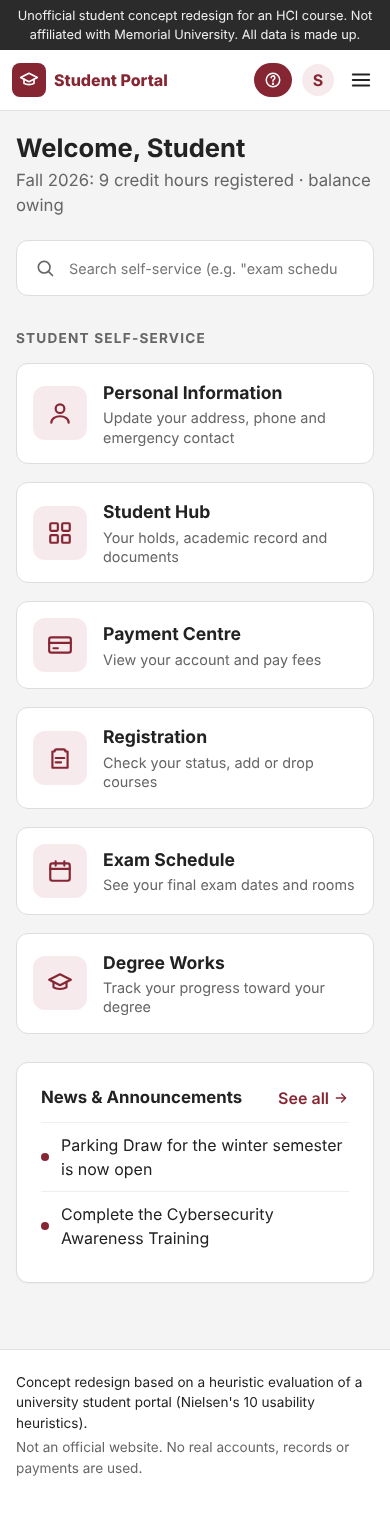 Unofficial student concept redesign for an HCI course. Not
affiliated with Memorial University. All data is made up.
Student Portal
S
Welcome, Student
Fall 2026: 9 credit hours registered · balance
owing
Search self-service (e.g. "exam schedu
STUDENT SELF-SERVICE
Personal Information
Update your address, phone and
emergency contact
Student Hub
Your holds, academic record and
documents
Payment Centre
View your account and pay fees
Registration
Check your status, add or drop
courses
Exam Schedule
See your final exam dates and rooms
Degree Works
Track your progress toward your
degree
News & Announcements
See all →
Parking Draw for the winter semester
is now open
Complete the Cybersecurity
Awareness Training
Concept redesign based on a heuristic evaluation of a
university student portal (Nielsen's 10 usability
heuristics).
Not an official website. No real accounts, records or
payments are used.